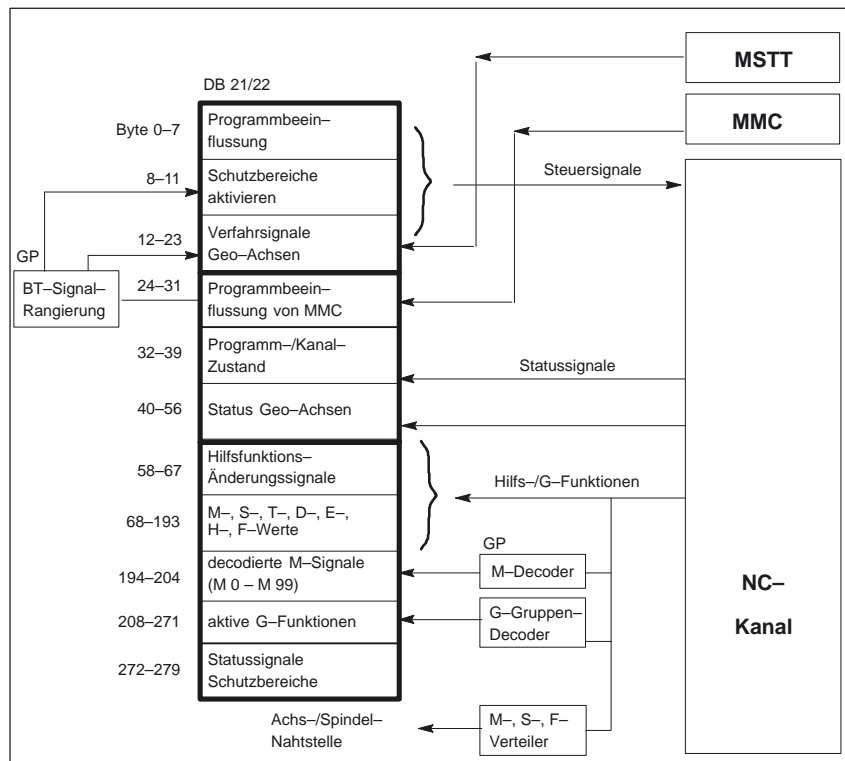 MSTT
DB 21/22
MMC
Byte 0–7
Programmbeein–
flussung
Steuersignale
8–11
Schutzbereiche
aktivieren
12–23
Verfahrsignale
Geo–Achsen
GP
BT–Signal–
Rangierung
24–31
Programmbeein–
flussung von MMC
32–39
Programm–/Kanal–
Zustand
Statussignale
40–56
Status Geo–Achsen
58–67
Hilfsfunktions–
Änderungssignale
Hilfs–/G–Funktionen
68–193
M–, S–, T–, D–, E–,
H–, F–Werte
GP
194–204
decodierte M–Signale
(M 0 – M 99)
M–Decoder
NC–
Kanal
208–271
aktive G–Funktionen
G–Gruppen–
Decoder
272–279
Statussignale
Schutzbereiche
Achs–/Spindel–
Nahtstelle
M–, S–, F–
Verteiler